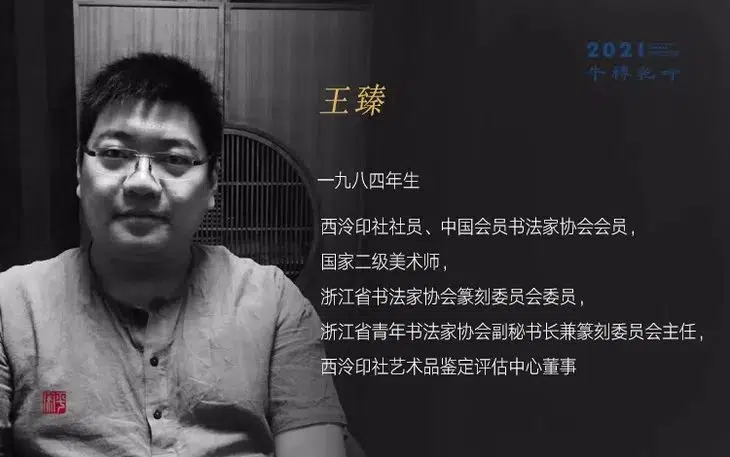 2021
牛禄乾坤
王臻
一九八四年生
西泠印社社员、中国会员书法家协会会员，
国家二级美术师，
浙江省书法家协会篆刻委员会委员，
浙江省青年书法家协会副秘书长兼篆刻委员会主任，
西泠印社艺术品鉴定评估中心董事